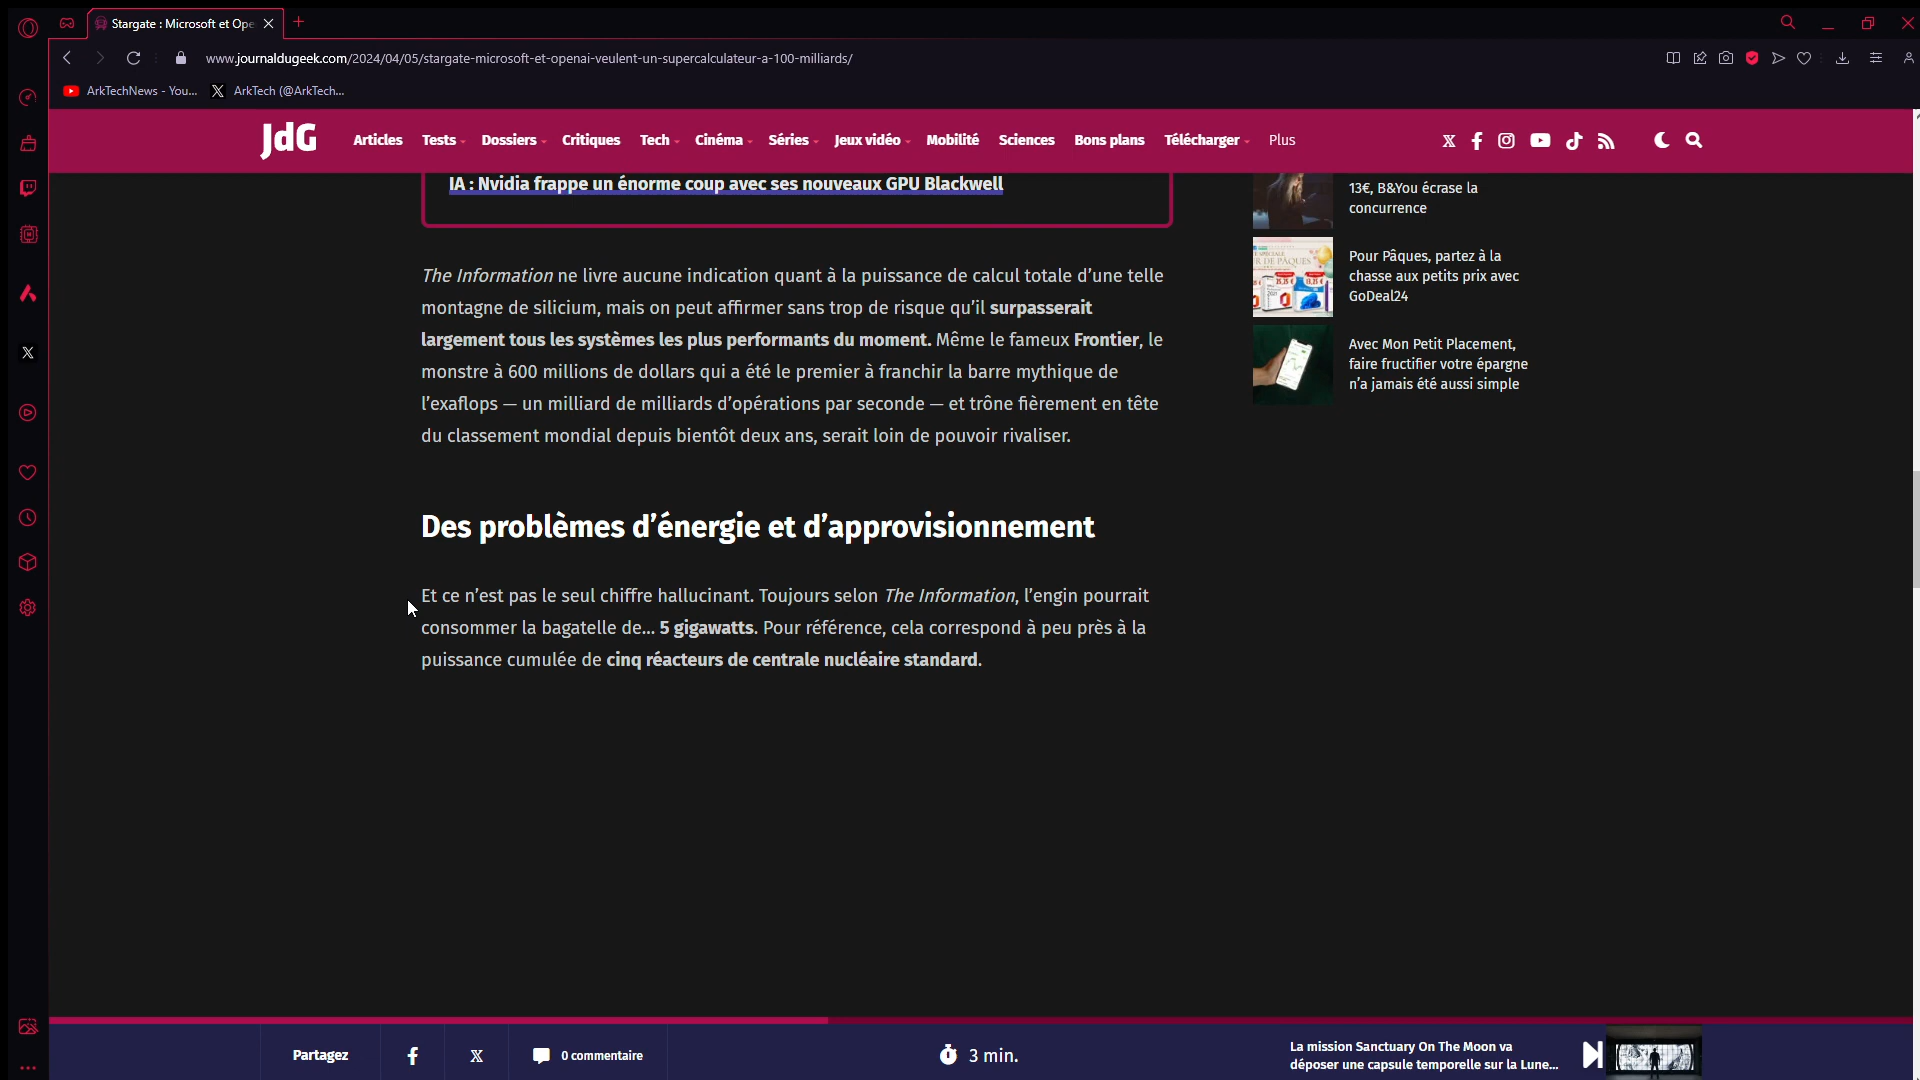 Stargate : Microsoft et Ope
www.journaldugeek.com/2024/04/05/stargate-microsoft-et-openai-veulent-un-supercalculateur-a-100-milliards/
ArkTechNews - You...
ArkTech (@ArkTech...
JdG
Articles
Tests
Dossiers
Critiques
Tech
Cinéma
Séries
Jeux vidéo
Mobilité
Sciences
Bons plans
Télécharger
Plus
IA : Nvidia frappe un énorme coup avec ses nouveaux GPU Blackwell
The Information ne livre aucune indication quant à la puissance de calcul totale d’une telle
montagne de silicium, mais on peut affirmer sans trop de risque qu’il surpasserait
largement tous les systèmes les plus performants du moment. Même le fameux Frontier, le
monstre à 600 millions de dollars qui a été le premier à franchir la barre mythique de
l’exaflops — un milliard de milliards d’opérations par seconde — et trône fièrement en tête
du classement mondial depuis bientôt deux ans, serait loin de pouvoir rivaliser.
Des problèmes d’énergie et d’approvisionnement
Et ce n’est pas le seul chiffre hallucinant. Toujours selon The Information, l’engin pourrait
consommer la bagatelle de… 5 gigawatts. Pour référence, cela correspond à peu près à la
puissance cumulée de cinq réacteurs de centrale nucléaire standard.
13€, B&You écrase la
concurrence
Pour Pâques, partez à la
chasse aux petits prix avec
GoDeal24
Avec Mon Petit Placement,
faire fructifier votre épargne
n’a jamais été aussi simple
Partagez
0 commentaire
3 min.
La mission Sanctuary On The Moon va
déposer une capsule temporelle sur la Lune...